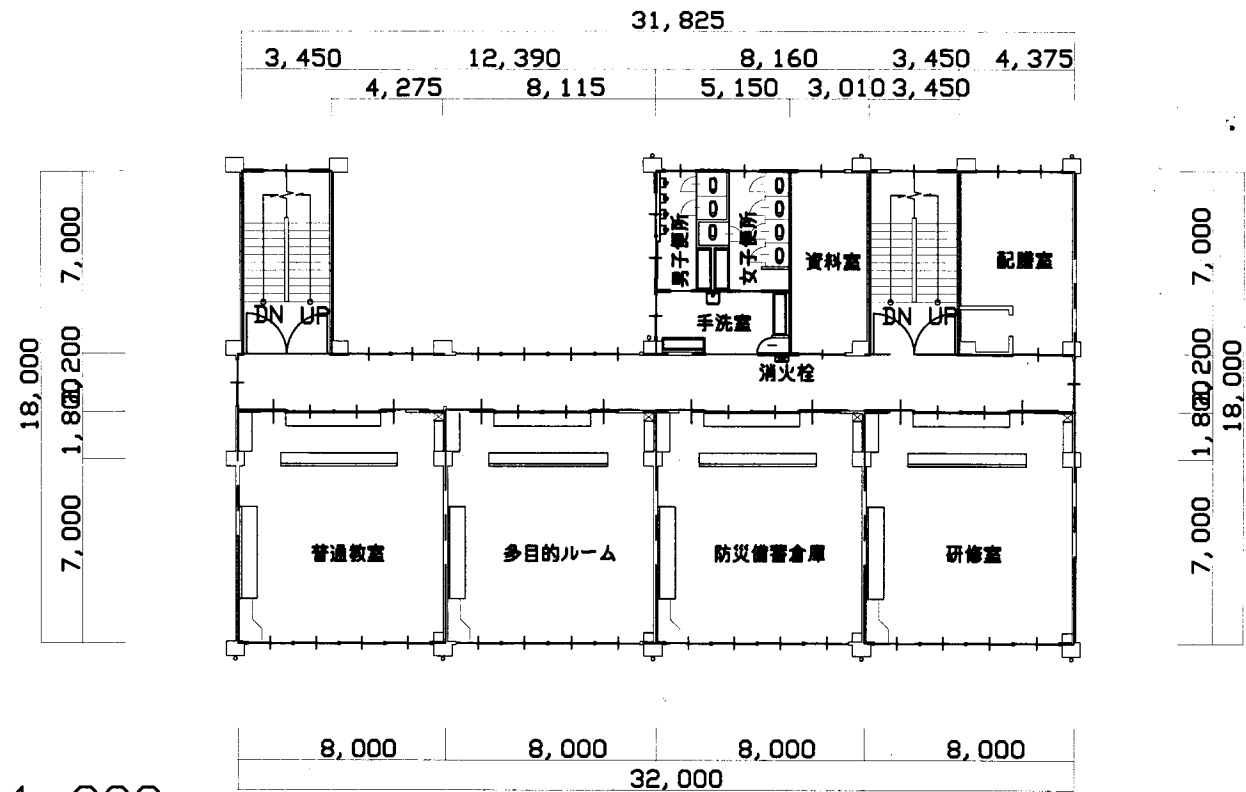 31,825
3,450 12,390 8,160 3,450 4,375
4,275 8,115 5,150 3,010 3,450
7,000 7,000
男子便所 女子便所 資料室 配膳室
手洗室
DN UP DN UP
消火栓
18,000 18,000
7,000 7,000
普通教室 多目的ルーム 防災備蓄倉庫 研修室
8,000 8,000 8,000 8,000
32,000